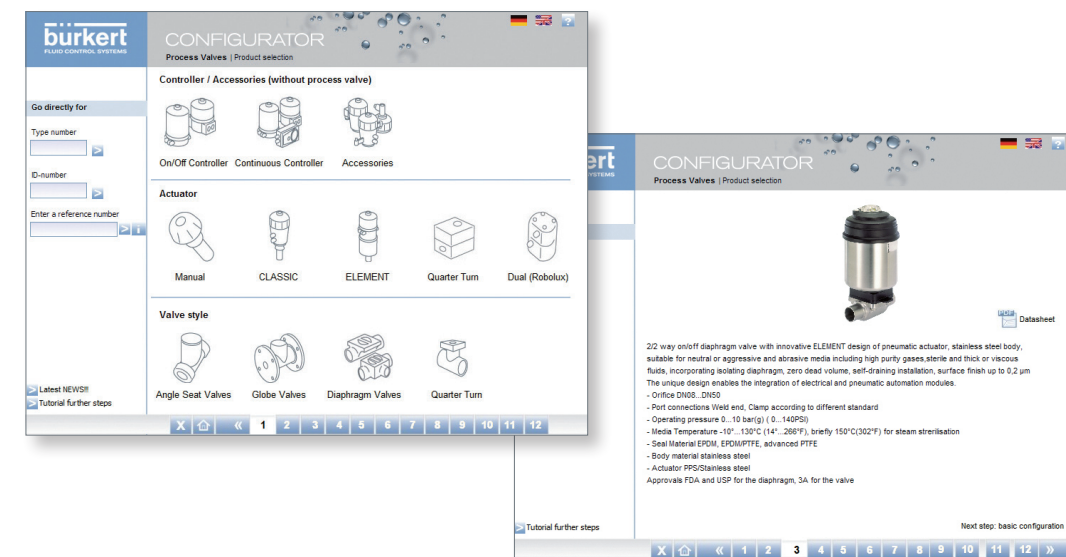 bürkert
FLUID CONTROL SYSTEMS
CONFIGURATOR
Process Valves | Product selection
?
Go directly for
Type number
>
ID-number
>
Enter a reference number
> i
> Latest NEWS!!!
> Tutorial further steps
Controller / Accessories (without process valve)
On/Off Controller Continuous Controller Accessories
Actuator
Manual CLASSIC ELEMENT Quarter Turn Dual (Robolux)
Valve style
Angle Seat Valves Globe Valves Diaphragm Valves Quarter Turn
X « 1 2 3 4 5 6 7 8 9 10 11 12
ert
SYSTEMS
CONFIGURATOR
Process Valves | Product selection
?
PDF
Datasheet
2/2 way on/off diaphragm valve with innovative ELEMENT design of pneumatic actuator, stainless steel body,
suitable for neutral or aggressive and abrasive media including high purity gases,sterile and thick or viscous
fluids, incorporating isolating diaphragm, zero dead volume, self-draining installation, surface finish up to 0,2 µm
The unique design enables the integration of electrical and pneumatic automation modules.
- Orifice DN08...DN50
- Port connections Weld end, Clamp according to different standard
- Operating pressure 0...10 bar(g) ( 0...140PSI)
- Media Temperature -10°...130°C (14°...266°F), briefly 150°C(302°F) for steam strerilisation
- Seal Material EPDM, EPDM/PTFE, advanced PTFE
- Body material stainless steel
- Actuator PPS/Stainless steel
Approvals FDA and USP for the diaphragm, 3A for the valve
> Tutorial further steps
Next step: basic configuration
X « 1 2 3 4 5 6 7 8 9 10 11 12 »